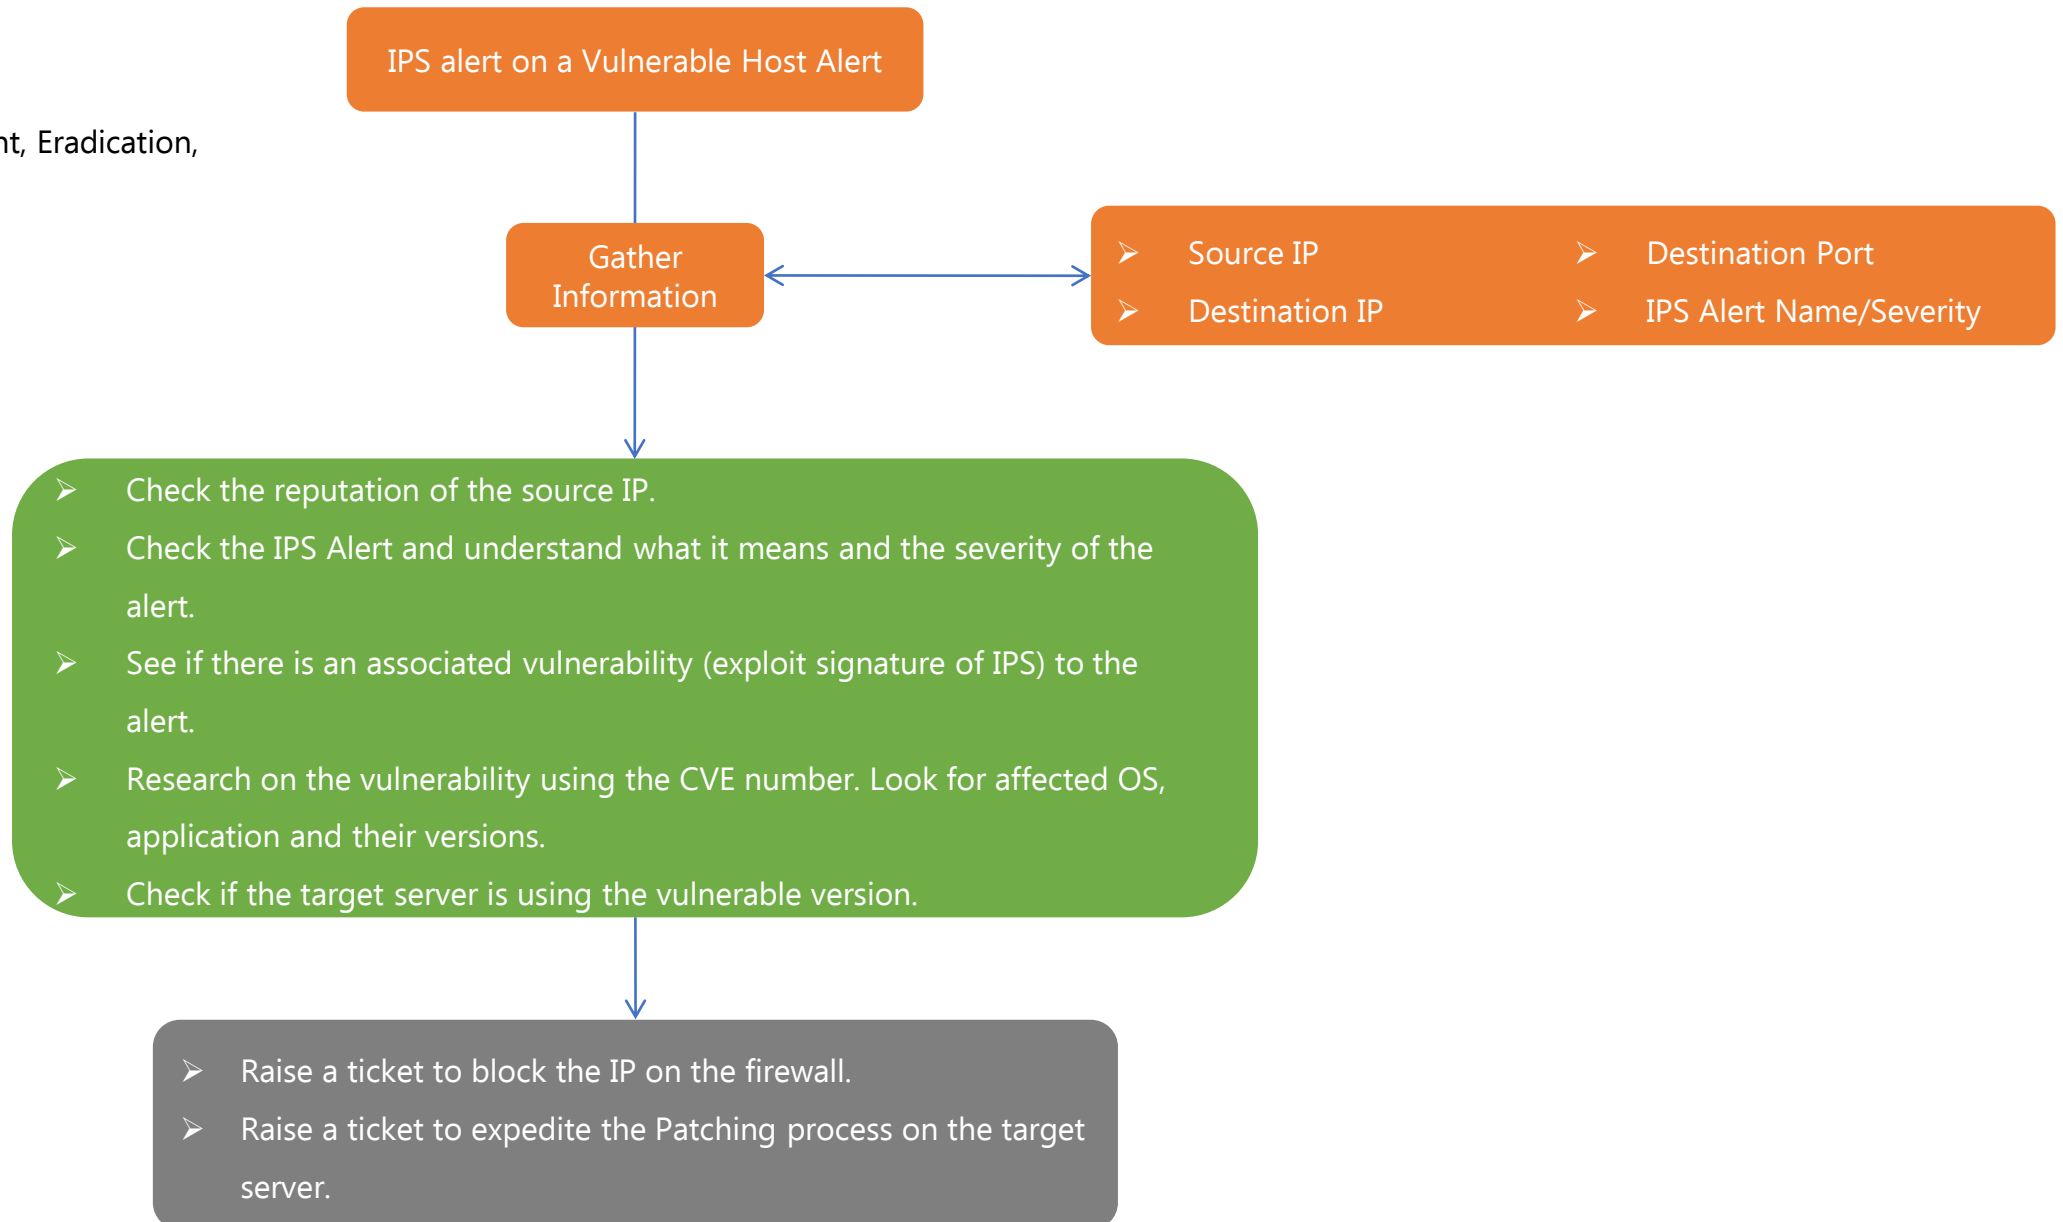 IPS alert on a Vulnerable Host Alert
nt, Eradication,
Gather
Information
➢ Source IP
➢ Destination IP
➢ Destination Port
➢ IPS Alert Name/Severity
➢ Check the reputation of the source IP.
➢ Check the IPS Alert and understand what it means and the severity of the
alert.
➢ See if there is an associated vulnerability (exploit signature of IPS) to the
alert.
➢ Research on the vulnerability using the CVE number. Look for affected OS,
application and their versions.
➢ Check if the target server is using the vulnerable version.
➢ Raise a ticket to block the IP on the firewall.
➢ Raise a ticket to expedite the Patching process on the target
server.